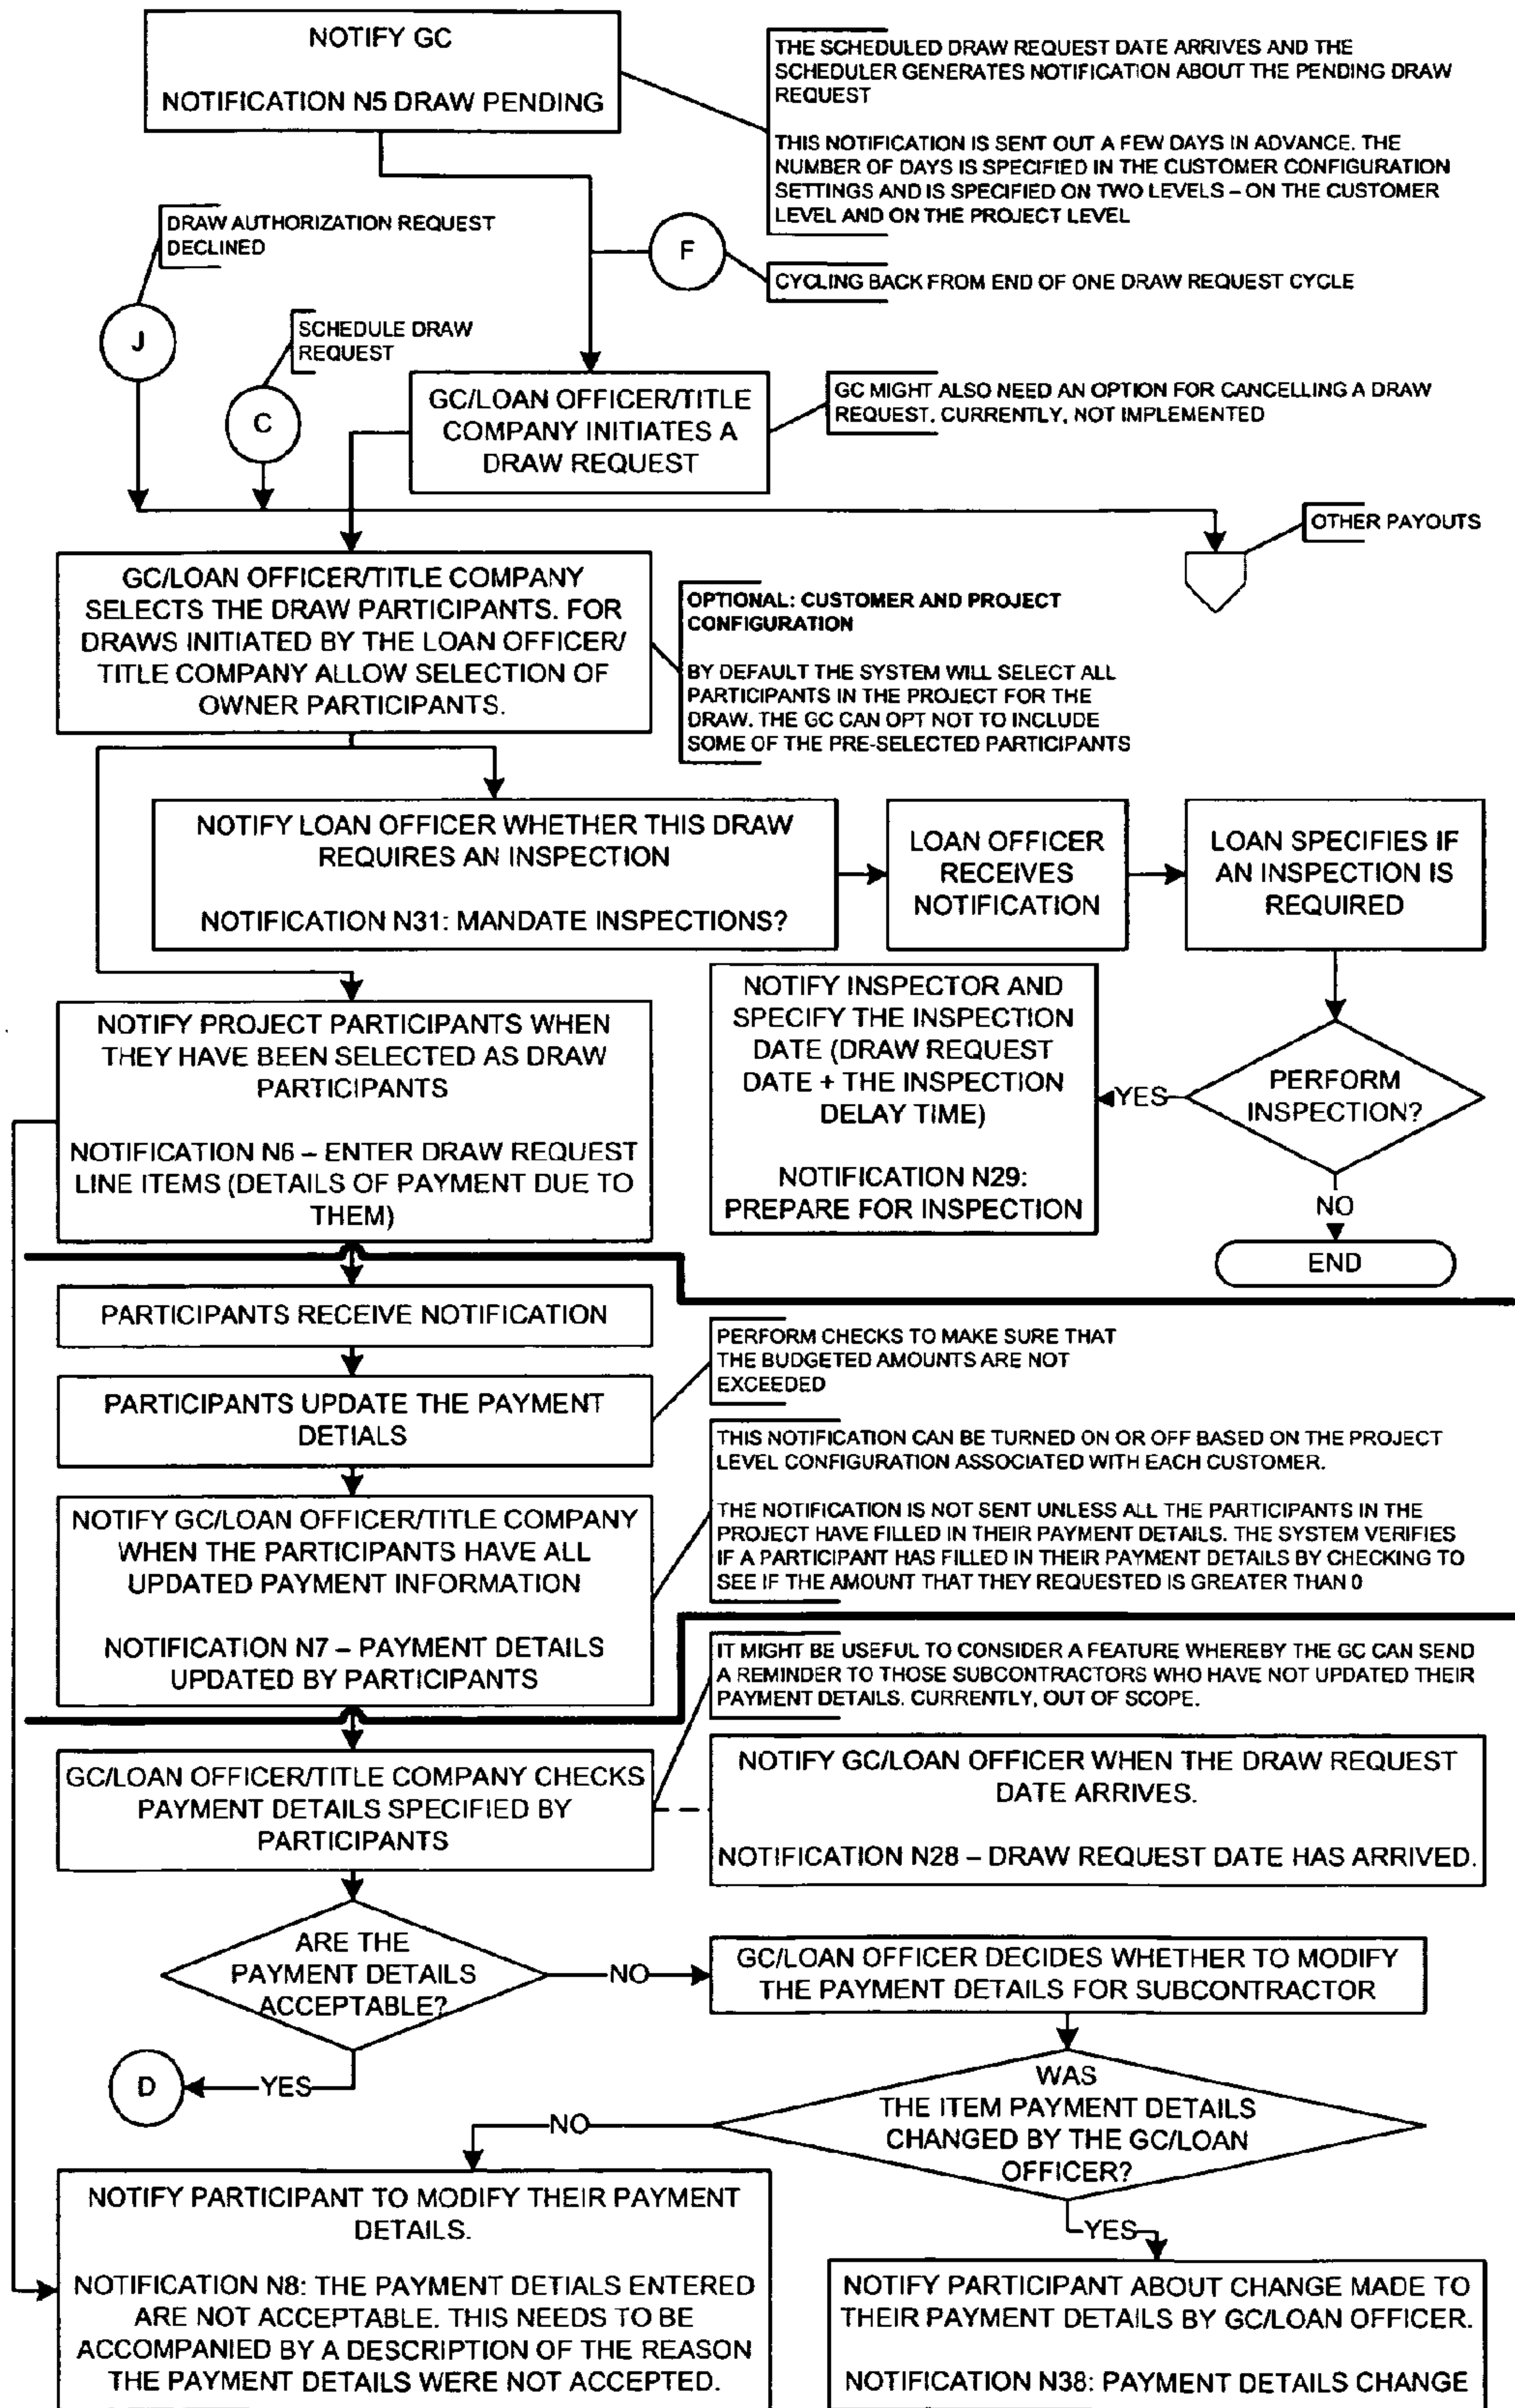 NOTIFY GC
NOTIFICATION N5 DRAW PENDING
THE SCHEDULED DRAW REQUEST DATE ARRIVES AND THE
SCHEDULER GENERATES NOTIFICATION ABOUT THE PENDING DRAW
REQUEST
THIS NOTIFICATION IS SENT OUT A FEW DAYS IN ADVANCE. THE
NUMBER OF DAYS IS SPECIFIED IN THE CUSTOMER CONFIGURATION
SETTINGS AND IS SPECIFIED ON TWO LEVELS – ON THE CUSTOMER
LEVEL AND ON THE PROJECT LEVEL
DRAW AUTHORIZATION REQUEST
DECLINED
F
CYCLING BACK FROM END OF ONE DRAW REQUEST CYCLE
J
SCHEDULE DRAW
REQUEST
C
GC/LOAN OFFICER/TITLE
COMPANY INITIATES A
DRAW REQUEST
GC MIGHT ALSO NEED AN OPTION FOR CANCELLING A DRAW
REQUEST. CURRENTLY, NOT IMPLEMENTED
OTHER PAYOUTS
GC/LOAN OFFICER/TITLE COMPANY
SELECTS THE DRAW PARTICIPANTS. FOR
DRAWS INITIATED BY THE LOAN OFFICER/
TITLE COMPANY ALLOW SELECTION OF
OWNER PARTICIPANTS.
OPTIONAL: CUSTOMER AND PROJECT
CONFIGURATION
BY DEFAULT THE SYSTEM WILL SELECT ALL
PARTICIPANTS IN THE PROJECT FOR THE
DRAW. THE GC CAN OPT NOT TO INCLUDE
SOME OF THE PRE-SELECTED PARTICIPANTS
NOTIFY LOAN OFFICER WHETHER THIS DRAW
REQUIRES AN INSPECTION
NOTIFICATION N31: MANDATE INSPECTIONS?
LOAN OFFICER
RECEIVES
NOTIFICATION
LOAN SPECIFIES IF
AN INSPECTION IS
REQUIRED
NOTIFY PROJECT PARTICIPANTS WHEN
THEY HAVE BEEN SELECTED AS DRAW
PARTICIPANTS
NOTIFICATION N6 – ENTER DRAW REQUEST
LINE ITEMS (DETAILS OF PAYMENT DUE TO
THEM)
NOTIFY INSPECTOR AND
SPECIFY THE INSPECTION
DATE (DRAW REQUEST
DATE + THE INSPECTION
DELAY TIME)
NOTIFICATION N29:
PREPARE FOR INSPECTION
YES
PERFORM
INSPECTION?
NO
END
PARTICIPANTS RECEIVE NOTIFICATION
PARTICIPANTS UPDATE THE PAYMENT
DETIALS
PERFORM CHECKS TO MAKE SURE THAT
THE BUDGETED AMOUNTS ARE NOT
EXCEEDED
NOTIFY GC/LOAN OFFICER/TITLE COMPANY
WHEN THE PARTICIPANTS HAVE ALL
UPDATED PAYMENT INFORMATION
NOTIFICATION N7 – PAYMENT DETAILS
UPDATED BY PARTICIPANTS
THIS NOTIFICATION CAN BE TURNED ON OR OFF BASED ON THE PROJECT
LEVEL CONFIGURATION ASSOCIATED WITH EACH CUSTOMER.
THE NOTIFICATION IS NOT SENT UNLESS ALL THE PARTICIPANTS IN THE
PROJECT HAVE FILLED IN THEIR PAYMENT DETAILS. THE SYSTEM VERIFIES
IF A PARTICIPANT HAS FILLED IN THEIR PAYMENT DETAILS BY CHECKING TO
SEE IF THE AMOUNT THAT THEY REQUESTED IS GREATER THAN 0
IT MIGHT BE USEFUL TO CONSIDER A FEATURE WHEREBY THE GC CAN SEND
A REMINDER TO THOSE SUBCONTRACTORS WHO HAVE NOT UPDATED THEIR
PAYMENT DETAILS. CURRENTLY, OUT OF SCOPE.
GC/LOAN OFFICER/TITLE COMPANY CHECKS
PAYMENT DETAILS SPECIFIED BY
PARTICIPANTS
NOTIFY GC/LOAN OFFICER WHEN THE DRAW REQUEST
DATE ARRIVES.
NOTIFICATION N28 – DRAW REQUEST DATE HAS ARRIVED.
ARE THE
PAYMENT DETAILS
ACCEPTABLE?
NO
GC/LOAN OFFICER DECIDES WHETHER TO MODIFY
THE PAYMENT DETAILS FOR SUBCONTRACTOR
D
YES
WAS
THE ITEM PAYMENT DETAILS
CHANGED BY THE GC/LOAN
OFFICER?
NO
YES
NOTIFY PARTICIPANT TO MODIFY THEIR PAYMENT
DETAILS.
NOTIFICATION N8: THE PAYMENT DETIALS ENTERED
ARE NOT ACCEPTABLE. THIS NEEDS TO BE
ACCOMPANIED BY A DESCRIPTION OF THE REASON
THE PAYMENT DETAILS WERE NOT ACCEPTED.
NOTIFY PARTICIPANT ABOUT CHANGE MADE TO
THEIR PAYMENT DETAILS BY GC/LOAN OFFICER.
NOTIFICATION N38: PAYMENT DETAILS CHANGE